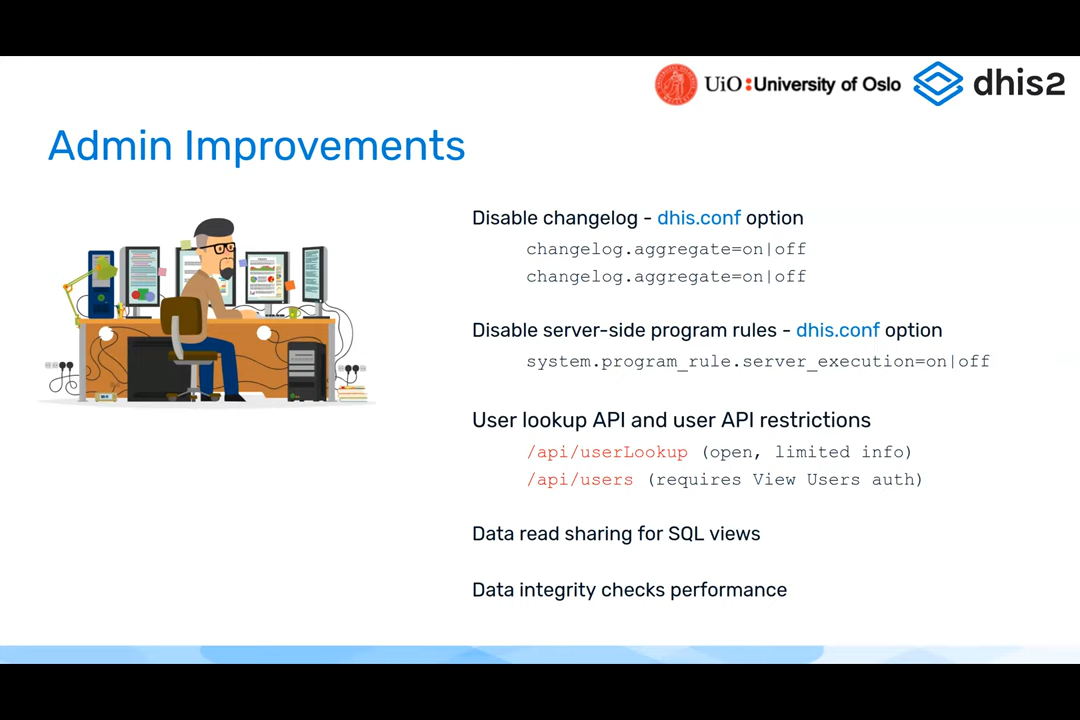 UiO:University of Oslo
dhis2
Admin Improvements
Disable changelog - dhis.conf option
changelog.aggregate=on|off
changelog.aggregate=on|off
Disable server-side program rules - dhis.conf option
system.program_rule.server_execution=on|off
User lookup API and user API restrictions
/api/userLookup (open, limited info)
/api/users (requires View Users auth)
Data read sharing for SQL views
Data integrity checks performance